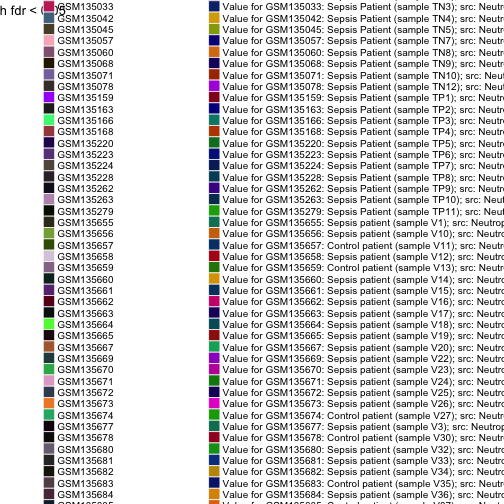 h fdr < 0.05
GSM135033 Value for GSM135033: Sepsis Patient (sample TN3); src: Neutr
GSM135042 Value for GSM135042: Sepsis Patient (sample TN4); src: Neutr
GSM135045 Value for GSM135045: Sepsis Patient (sample TN5); src: Neutr
GSM135057 Value for GSM135057: Sepsis Patient (sample TN7); src: Neutr
GSM135060 Value for GSM135060: Sepsis Patient (sample TN8); src: Neutr
GSM135068 Value for GSM135068: Sepsis Patient (sample TN9); src: Neutr
GSM135071 Value for GSM135071: Sepsis Patient (sample TN10); src: Neut
GSM135078 Value for GSM135078: Sepsis Patient (sample TN12); src: Neut
GSM135159 Value for GSM135159: Sepsis Patient (sample TP1); src: Neutr
GSM135163 Value for GSM135163: Sepsis Patient (sample TP2); src: Neutr
GSM135166 Value for GSM135166: Sepsis Patient (sample TP3); src: Neutr
GSM135168 Value for GSM135168: Sepsis Patient (sample TP4); src: Neutr
GSM135220 Value for GSM135220: Sepsis Patient (sample TP5); src: Neutr
GSM135223 Value for GSM135223: Sepsis Patient (sample TP6); src: Neutr
GSM135224 Value for GSM135224: Sepsis Patient (sample TP7); src: Neutr
GSM135228 Value for GSM135228: Sepsis Patient (sample TP8); src: Neutr
GSM135262 Value for GSM135262: Sepsis Patient (sample TP9); src: Neutr
GSM135263 Value for GSM135263: Sepsis Patient (sample TP10); src: Neut
GSM135279 Value for GSM135279: Sepsis Patient (sample TP11); src: Neut
GSM135655 Value for GSM135655: Sepsis patient (sample V1); src: Neutrop
GSM135656 Value for GSM135656: Sepsis patient (sample V10); src: Neutro
GSM135657 Value for GSM135657: Control patient (sample V11); src: Neutr
GSM135658 Value for GSM135658: Sepsis patient (sample V12); src: Neutro
GSM135659 Value for GSM135659: Control patient (sample V13); src: Neutr
GSM135660 Value for GSM135660: Sepsis patient (sample V14); src: Neutro
GSM135661 Value for GSM135661: Sepsis patient (sample V15); src: Neutro
GSM135662 Value for GSM135662: Sepsis patient (sample V16); src: Neutro
GSM135663 Value for GSM135663: Sepsis patient (sample V17); src: Neutro
GSM135664 Value for GSM135664: Sepsis patient (sample V18); src: Neutro
GSM135665 Value for GSM135665: Sepsis patient (sample V19); src: Neutro
GSM135667 Value for GSM135667: Sepsis patient (sample V20); src: Neutro
GSM135669 Value for GSM135669: Sepsis patient (sample V22); src: Neutro
GSM135670 Value for GSM135670: Sepsis patient (sample V23); src: Neutro
GSM135671 Value for GSM135671: Sepsis patient (sample V24); src: Neutro
GSM135672 Value for GSM135672: Sepsis patient (sample V25); src: Neutro
GSM135673 Value for GSM135673: Sepsis patient (sample V26); src: Neutro
GSM135674 Value for GSM135674: Control patient (sample V27); src: Neutr
GSM135677 Value for GSM135677: Sepsis patient (sample V3); src: Neutrop
GSM135678 Value for GSM135678: Control patient (sample V30); src: Neutr
GSM135680 Value for GSM135680: Sepsis patient (sample V32); src: Neutro
GSM135681 Value for GSM135681: Sepsis patient (sample V33); src: Neutro
GSM135682 Value for GSM135682: Sepsis patient (sample V34); src: Neutro
GSM135683 Value for GSM135683: Control patient (sample V35); src: Neutr
GSM135684 Value for GSM135684: Sepsis patient (sample V36); src: Neutro